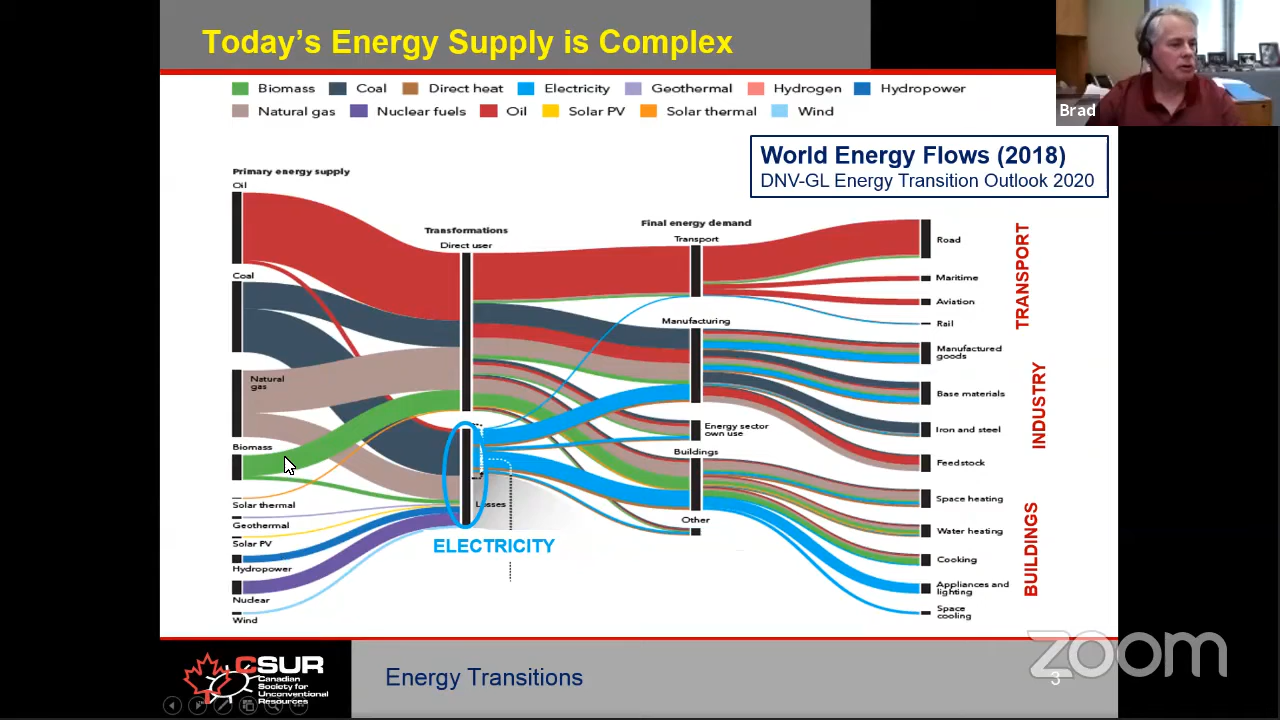 Today's Energy Supply is Complex
Biomass Coal Direct heat Electricity Geothermal Hydrogen Hydropower
Natural gas Nuclear fuels Oil Solar PV Solar thermal Wind
Brad
World Energy Flows (2018)
DNV-GL Energy Transition Outlook 2020
Primary energy supply
Oil
Coal
Natural
gas
Biomass
Solar thermal
Geothermal
Solar PV
Hydropower
Nuclear
Wind
Transformations
Direct user
Losses
ELECTRICITY
Final energy demand
Transport
Manufacturing
Energy sector
own use
Buildings
Other
Road
Maritime
Aviation
Rail
Manufactured
goods
Base materials
Iron and steel
Feedstock
Space heating
Water heating
Cooking
Appliances and
lighting
Space
cooling
TRANSPORT
INDUSTRY
BUILDINGS
CSUR
Canadian
Society for
Unconventional
Resources
Energy Transitions
3
zoom